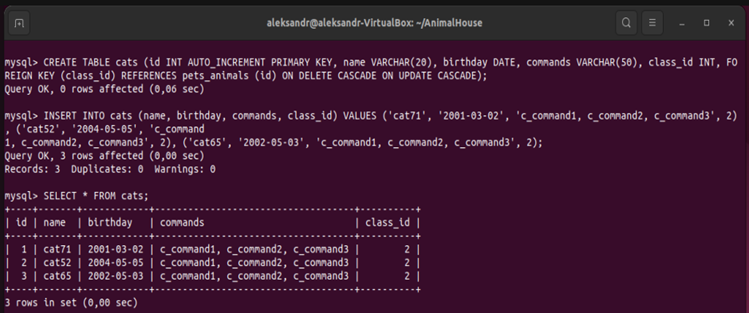 aleksandr@aleksandr-VirtualBox: ~/AnimalHouse
mysql> CREATE TABLE cats (id INT AUTO_INCREMENT PRIMARY KEY, name VARCHAR(20), birthday DATE, commands VARCHAR(50), class_id INT, FO
REIGN KEY (class_id) REFERENCES pets_animals (id) ON DELETE CASCADE ON UPDATE CASCADE);
Query OK, 0 rows affected (0,06 sec)
mysql> INSERT INTO cats (name, birthday, commands, class_id) VALUES ('cat71', '2001-03-02', 'c_command1, c_command2, c_command3', 2)
, ('cat52', '2004-05-05', 'c_command
1, c_command2, c_command3', 2), ('cat65', '2002-05-03', 'c_command1, c_command2, c_command3', 2);
Query OK, 3 rows affected (0,00 sec)
Records: 3  Duplicates: 0  Warnings: 0
mysql> SELECT * FROM cats;
+----+-------+------------+------------------------------------+----------+
| id | name  | birthday   | commands                           | class_id |
+----+-------+------------+------------------------------------+----------+
|  1 | cat71 | 2001-03-02 | c_command1, c_command2, c_command3 |        2 |
|  2 | cat52 | 2004-05-05 | c_command1, c_command2, c_command3 |        2 |
|  3 | cat65 | 2002-05-03 | c_command1, c_command2, c_command3 |        2 |
+----+-------+------------+------------------------------------+----------+
3 rows in set (0,00 sec)